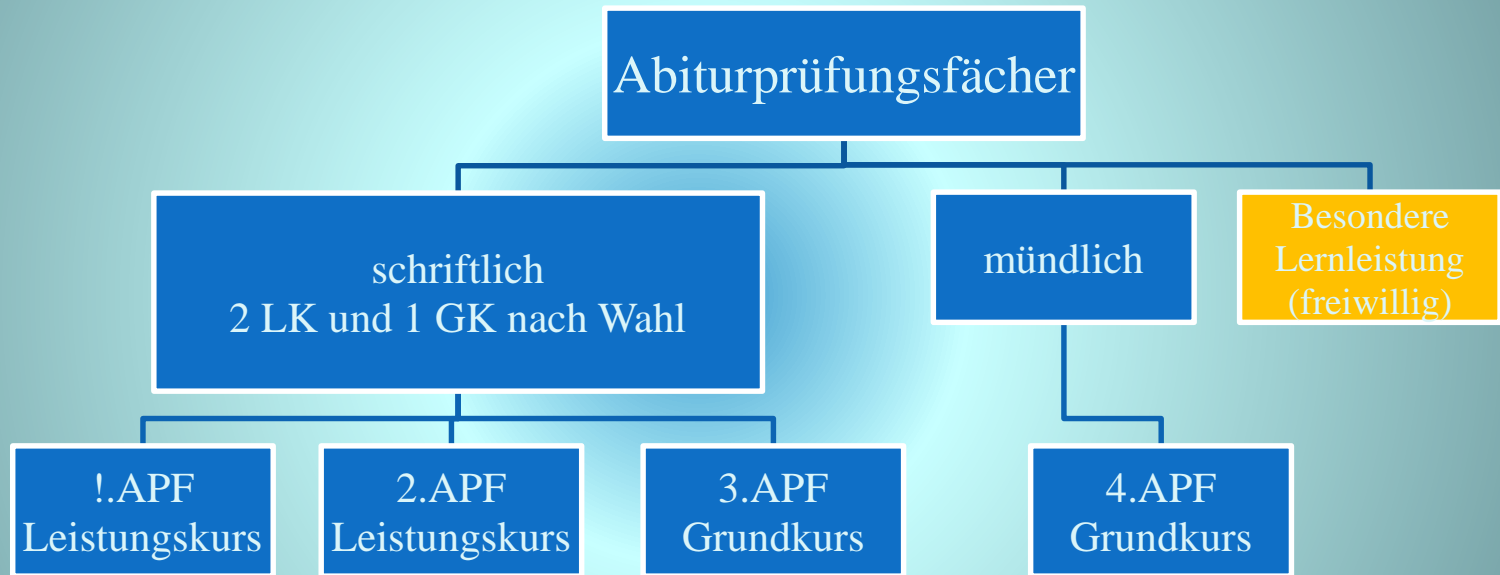 Abiturprüfungsfächer
schriftlich
2 LK und 1 GK nach Wahl
mündlich
Besondere
Lernleistung
(freiwillig)
!.APF
Leistungskurs
2.APF
Leistungskurs
3.APF
Grundkurs
4.APF
Grundkurs